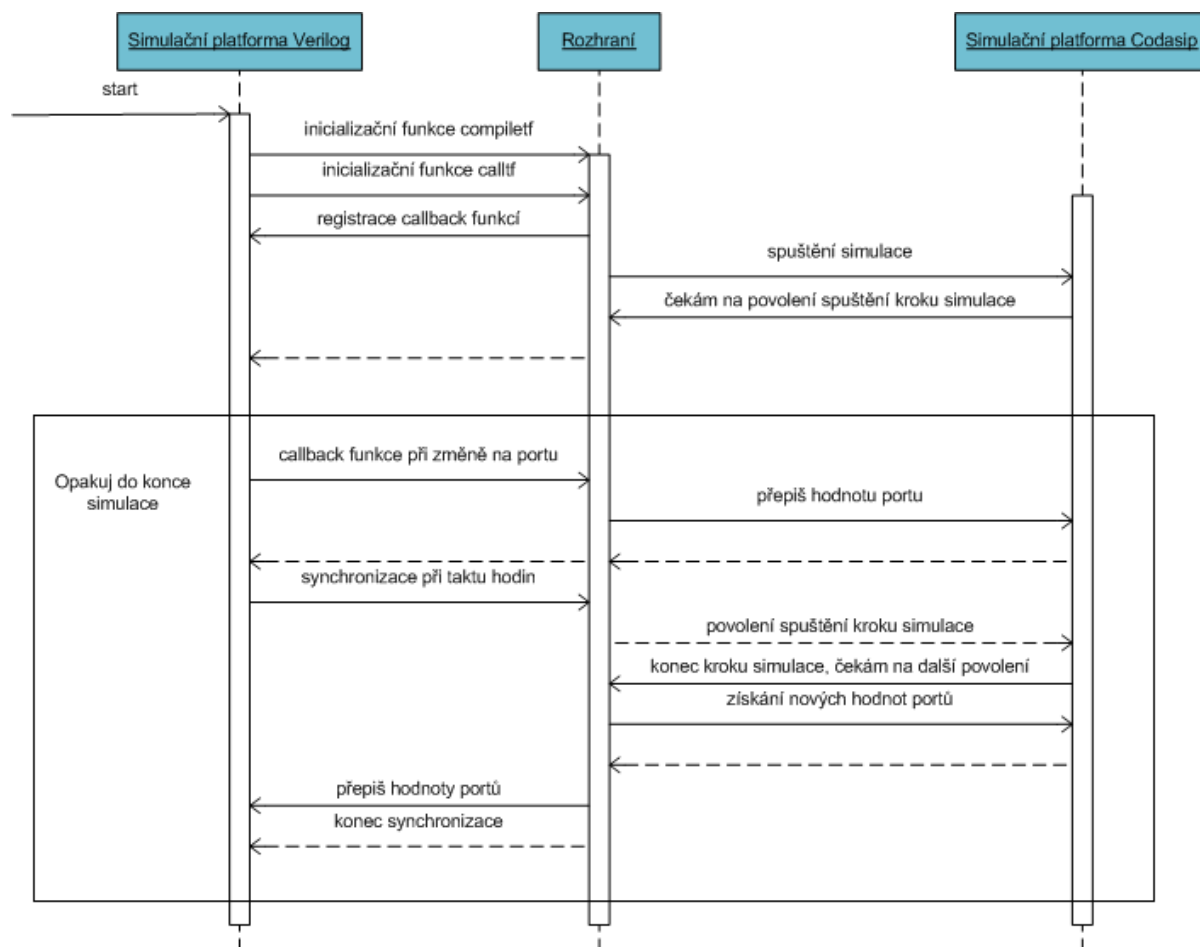 Simulační platforma Verilog
Rozhraní
Simulační platforma Codasip
start
inicializační funkce compiletf
inicializační funkce calltf
registrace callback funkcí
spuštění simulace
čekám na povolení spuštění kroku simulace
callback funkce při změně na portu
Opakuj do konce
simulace
přepiš hodnotu portu
synchronizace při taktu hodin
povolení spuštění kroku simulace
konec kroku simulace, čekám na další povolení
získání nových hodnot portů
přepiš hodnoty portů
konec synchronizace